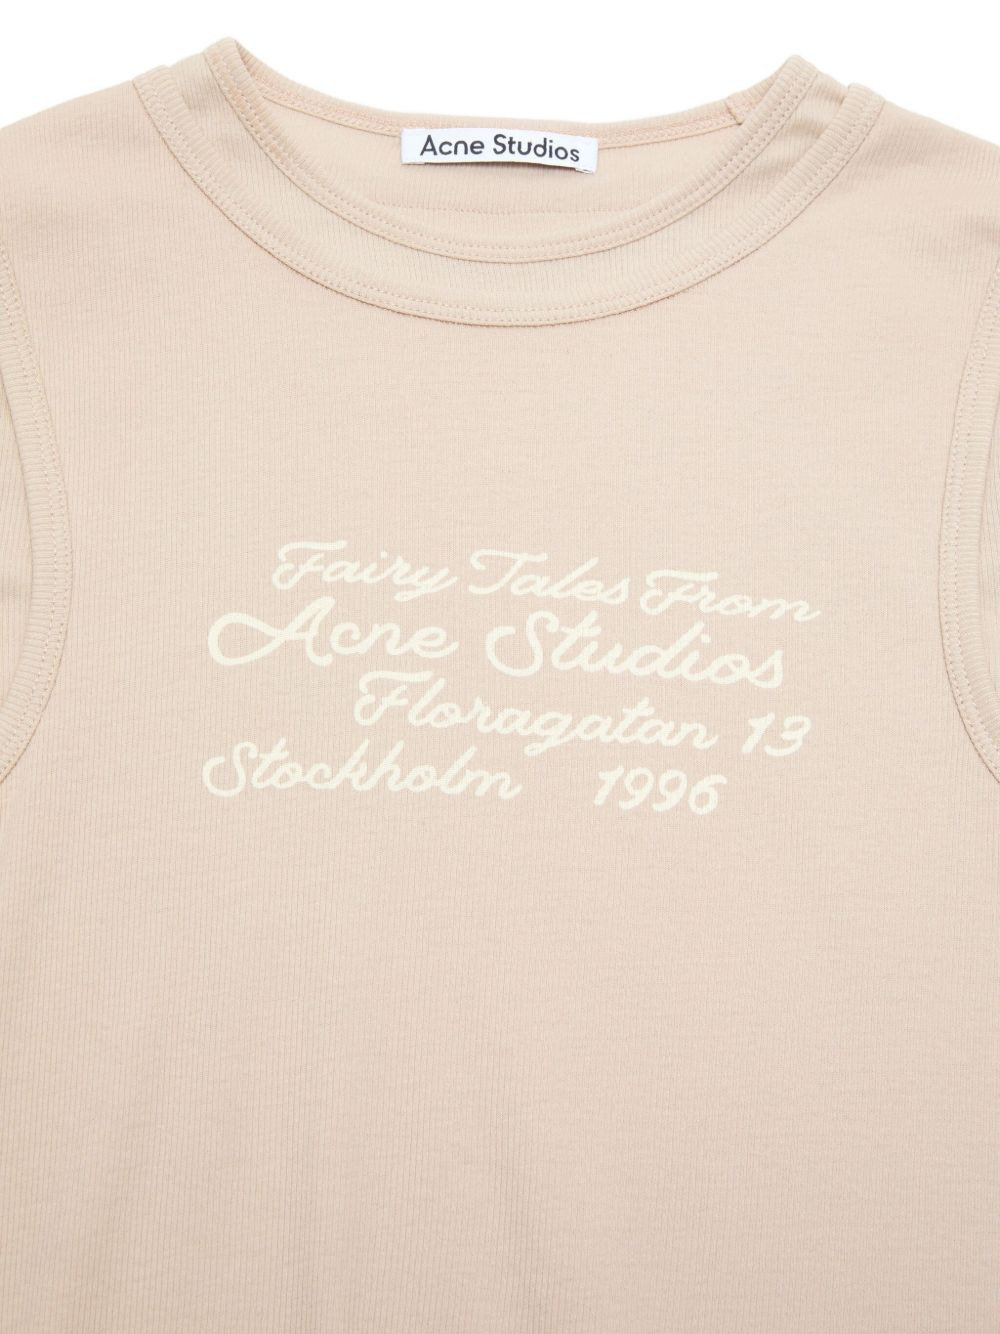 Acne Studios
Fairy Tales From
Acne Studios
Floragatan 13
Stockholm 1996